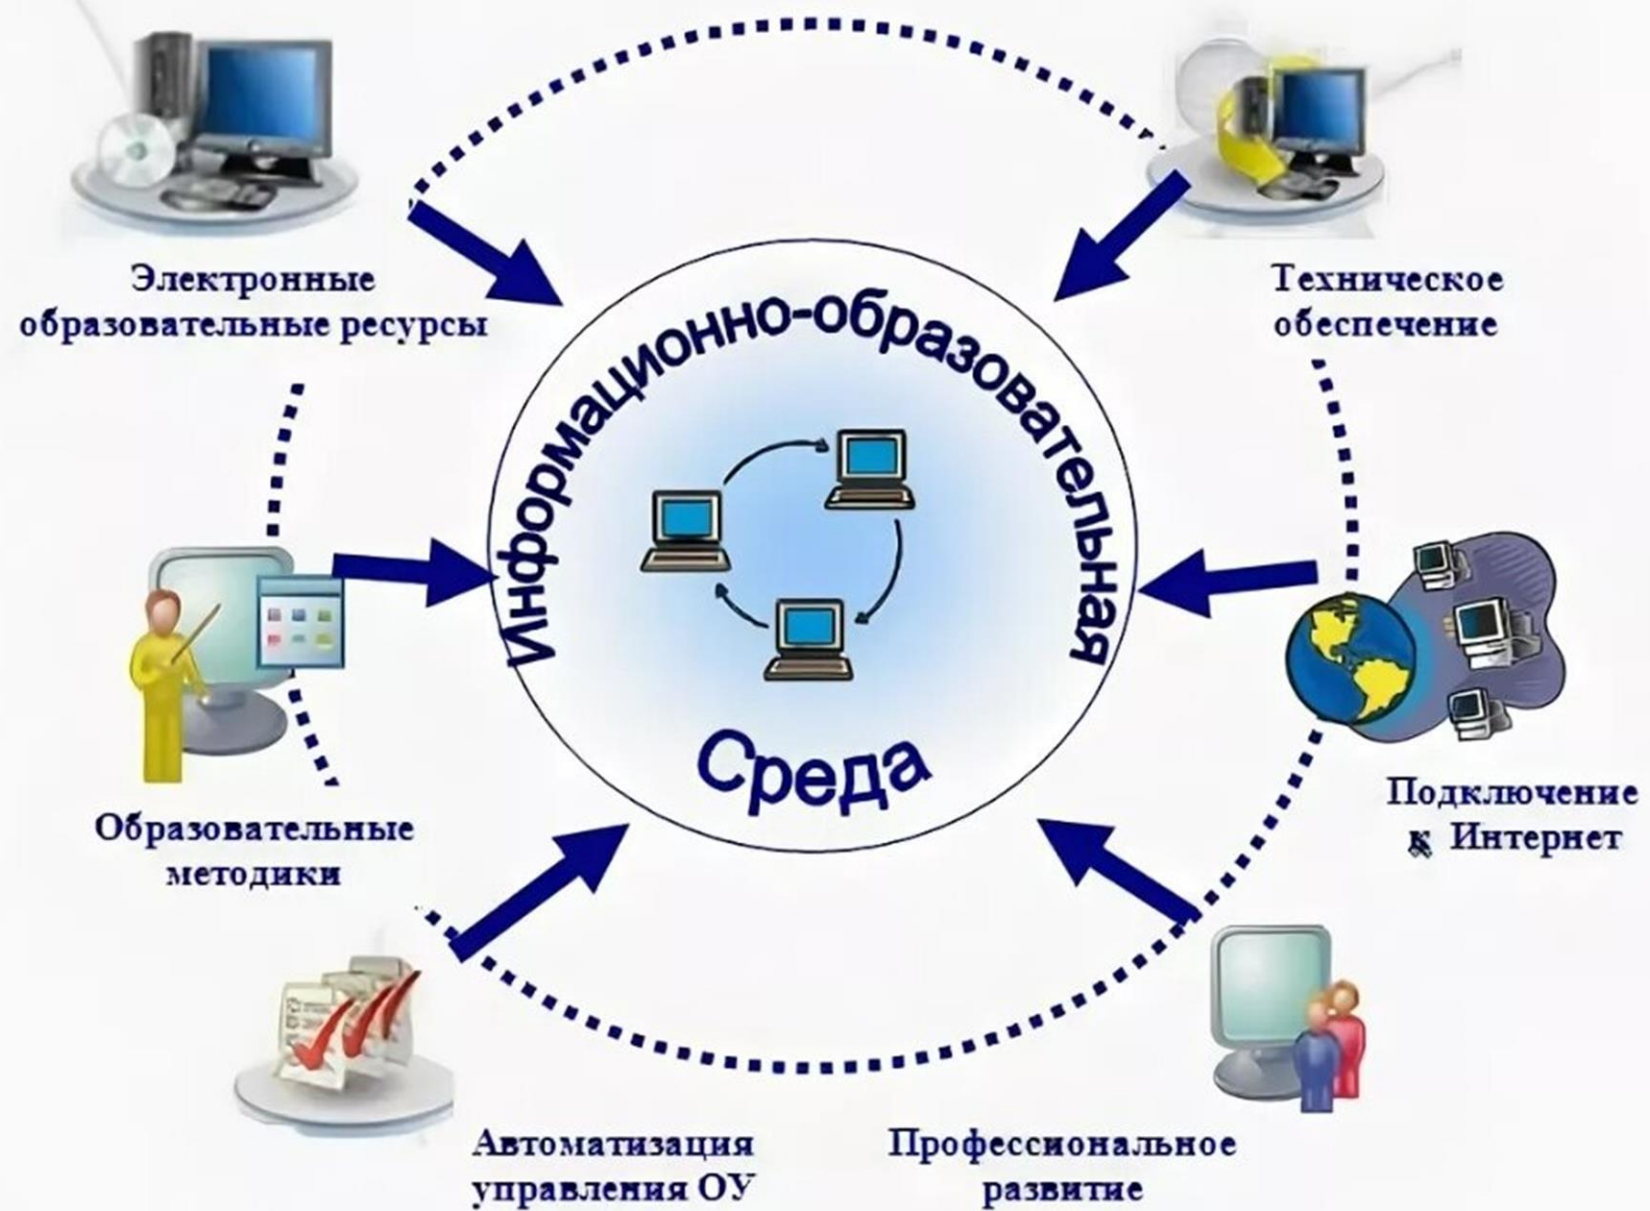 Электронные
образовательные ресурсы
Техническое
обеспечение
Информационно-образовательная
Среда
Образовательные
методики
Подключение
к Интернет
Автоматизация
управления ОУ
Профессиональное
развитие